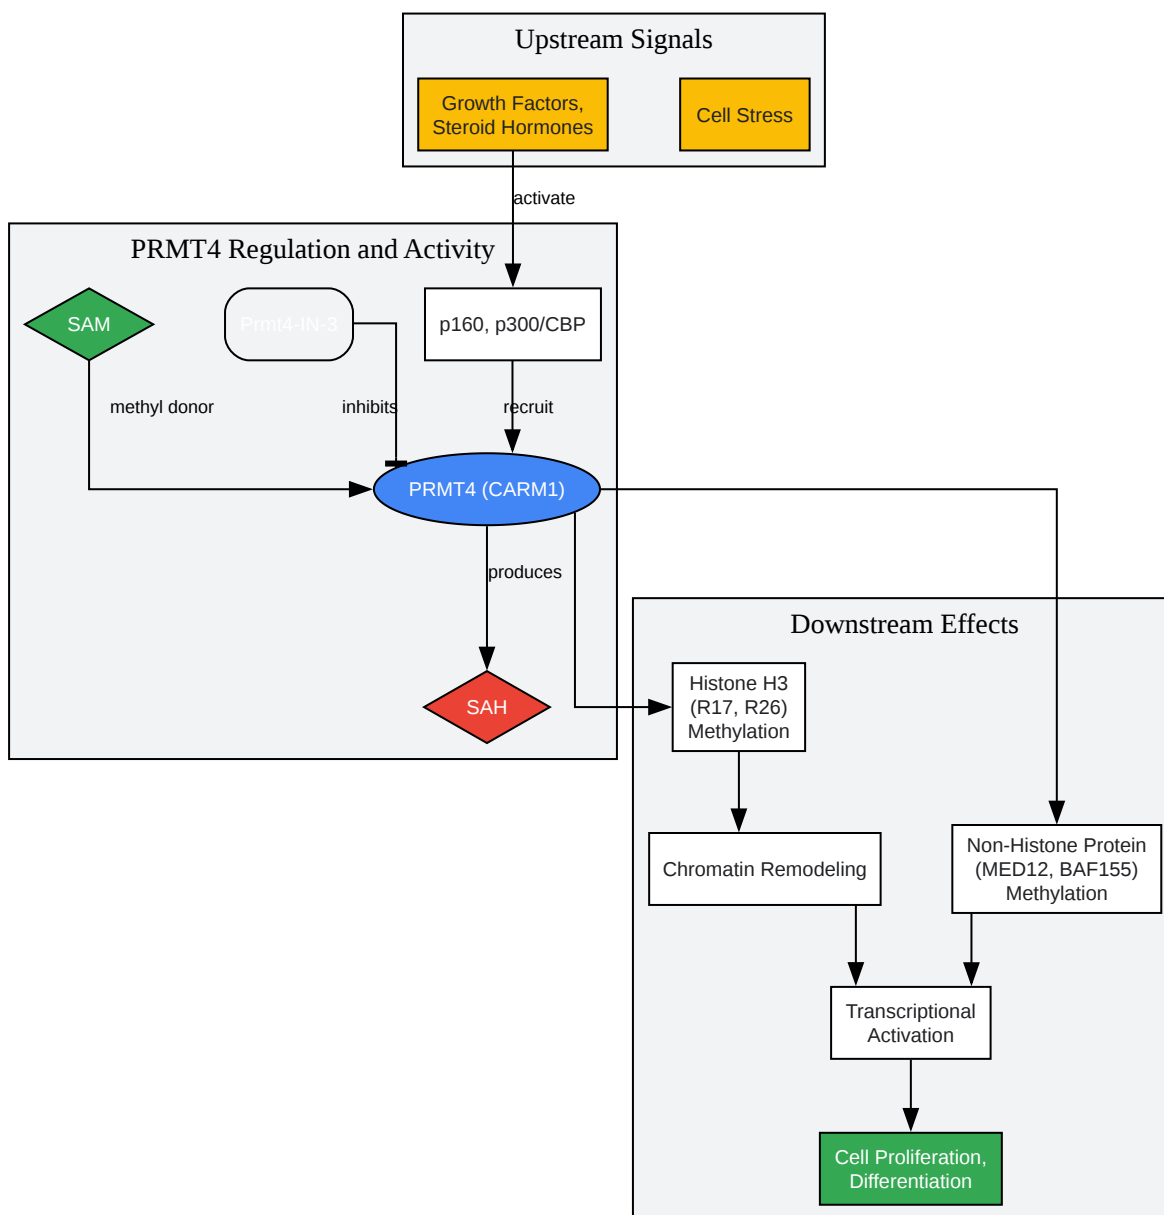 Upstream Signals
Growth Factors,
Steroid Hormones
Cell Stress
activate
PRMT4 Regulation and Activity
SAM
Prmt4-IN-3
p160, p300/CBP
methyl donor
inhibits
recruit
PRMT4 (CARM1)
produces
SAH
Downstream Effects
Histone H3
(R17, R26)
Methylation
Chromatin Remodeling
Non-Histone Protein
(MED12, BAF155)
Methylation
Transcriptional
Activation
Cell Proliferation,
Differentiation